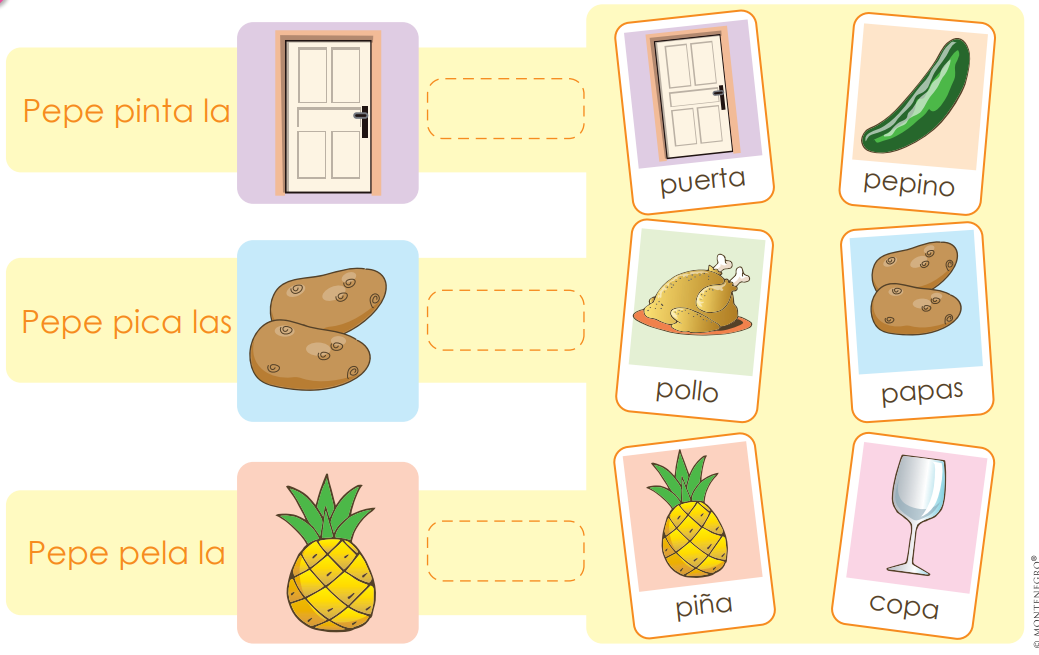 Pepe pinta la
puerta
pepino
Pepe pica las
pollo
papas
Pepe pela la
piña
copa
© MONTENEGRO®